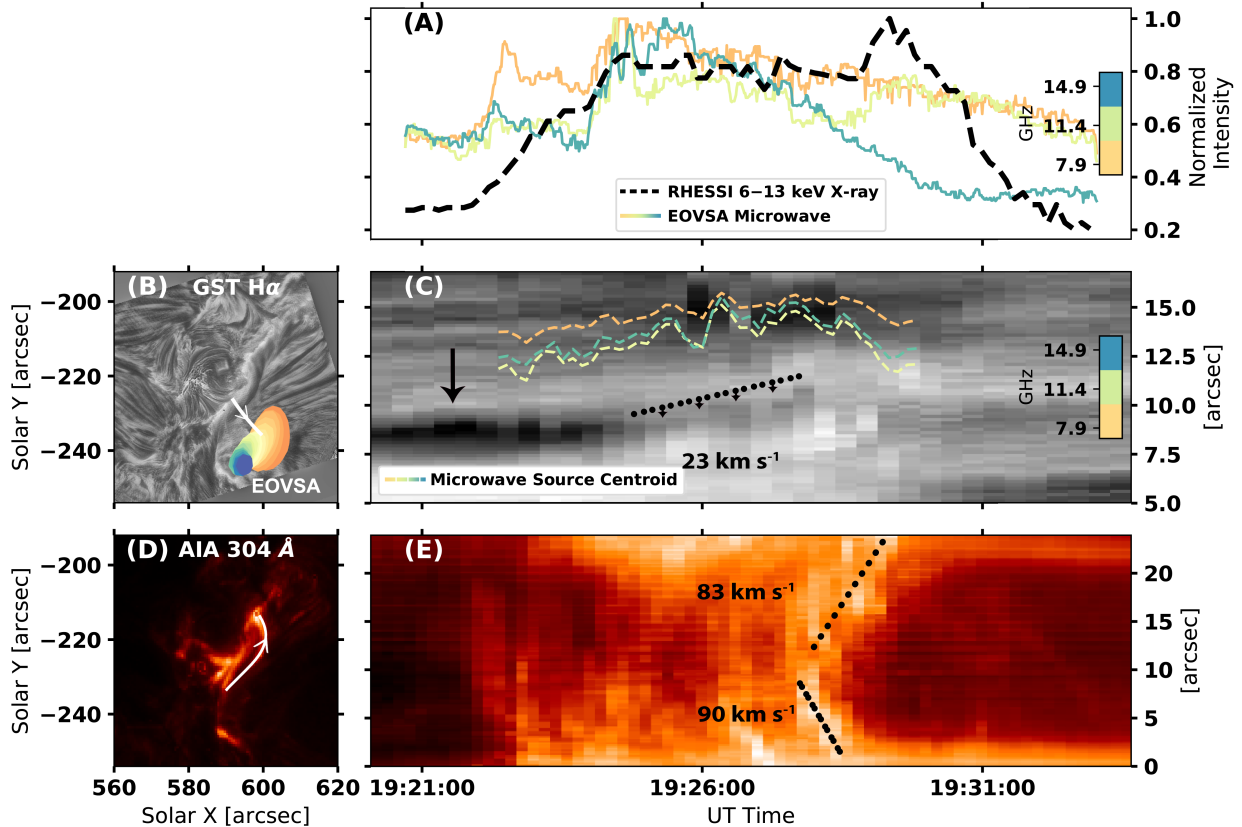 (A)
1.0
0.8
0.6
0.4
0.2
Normalized
Intensity
GHz
14.9
11.4
7.9
RHESSI 6−13 keV X-ray
EOVSA Microwave
(B) GST Hα
−200
−220
−240
Solar Y [arcsec]
EOVSA
(C)
15.0
12.5
10.0
7.5
5.0
[arcsec]
GHz
14.9
11.4
7.9
23 km s⁻¹
Microwave Source Centroid
(D) AIA 304 Å
−200
−220
−240
Solar Y [arcsec]
560 580 600 620
Solar X [arcsec]
(E)
20
15
10
5
0
[arcsec]
83 km s⁻¹
90 km s⁻¹
19:21:00 19:26:00 19:31:00
UT Time